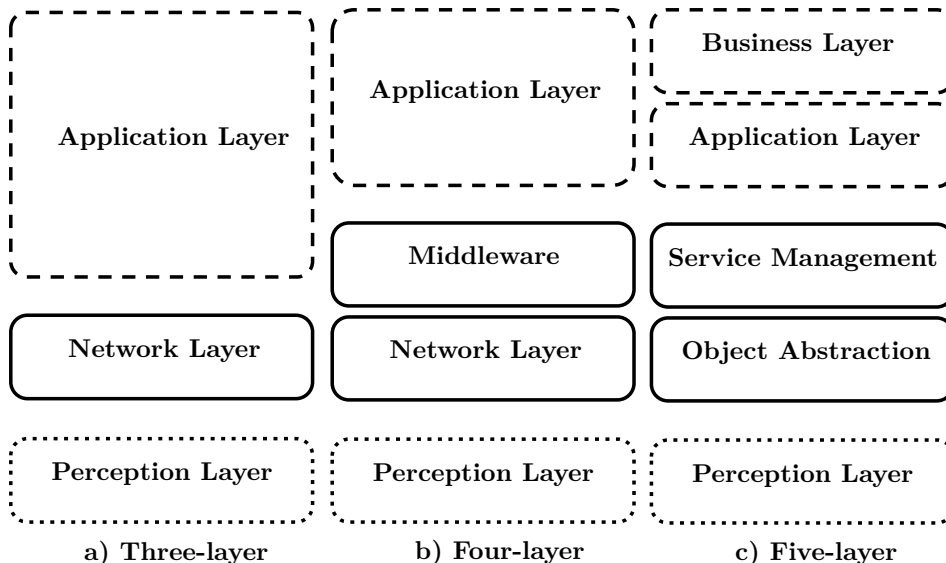 Application Layer
Network Layer
Perception Layer
a) Three-layer
Application Layer
Middleware
Network Layer
Perception Layer
b) Four-layer
Business Layer
Application Layer
Service Management
Object Abstraction
Perception Layer
c) Five-layer